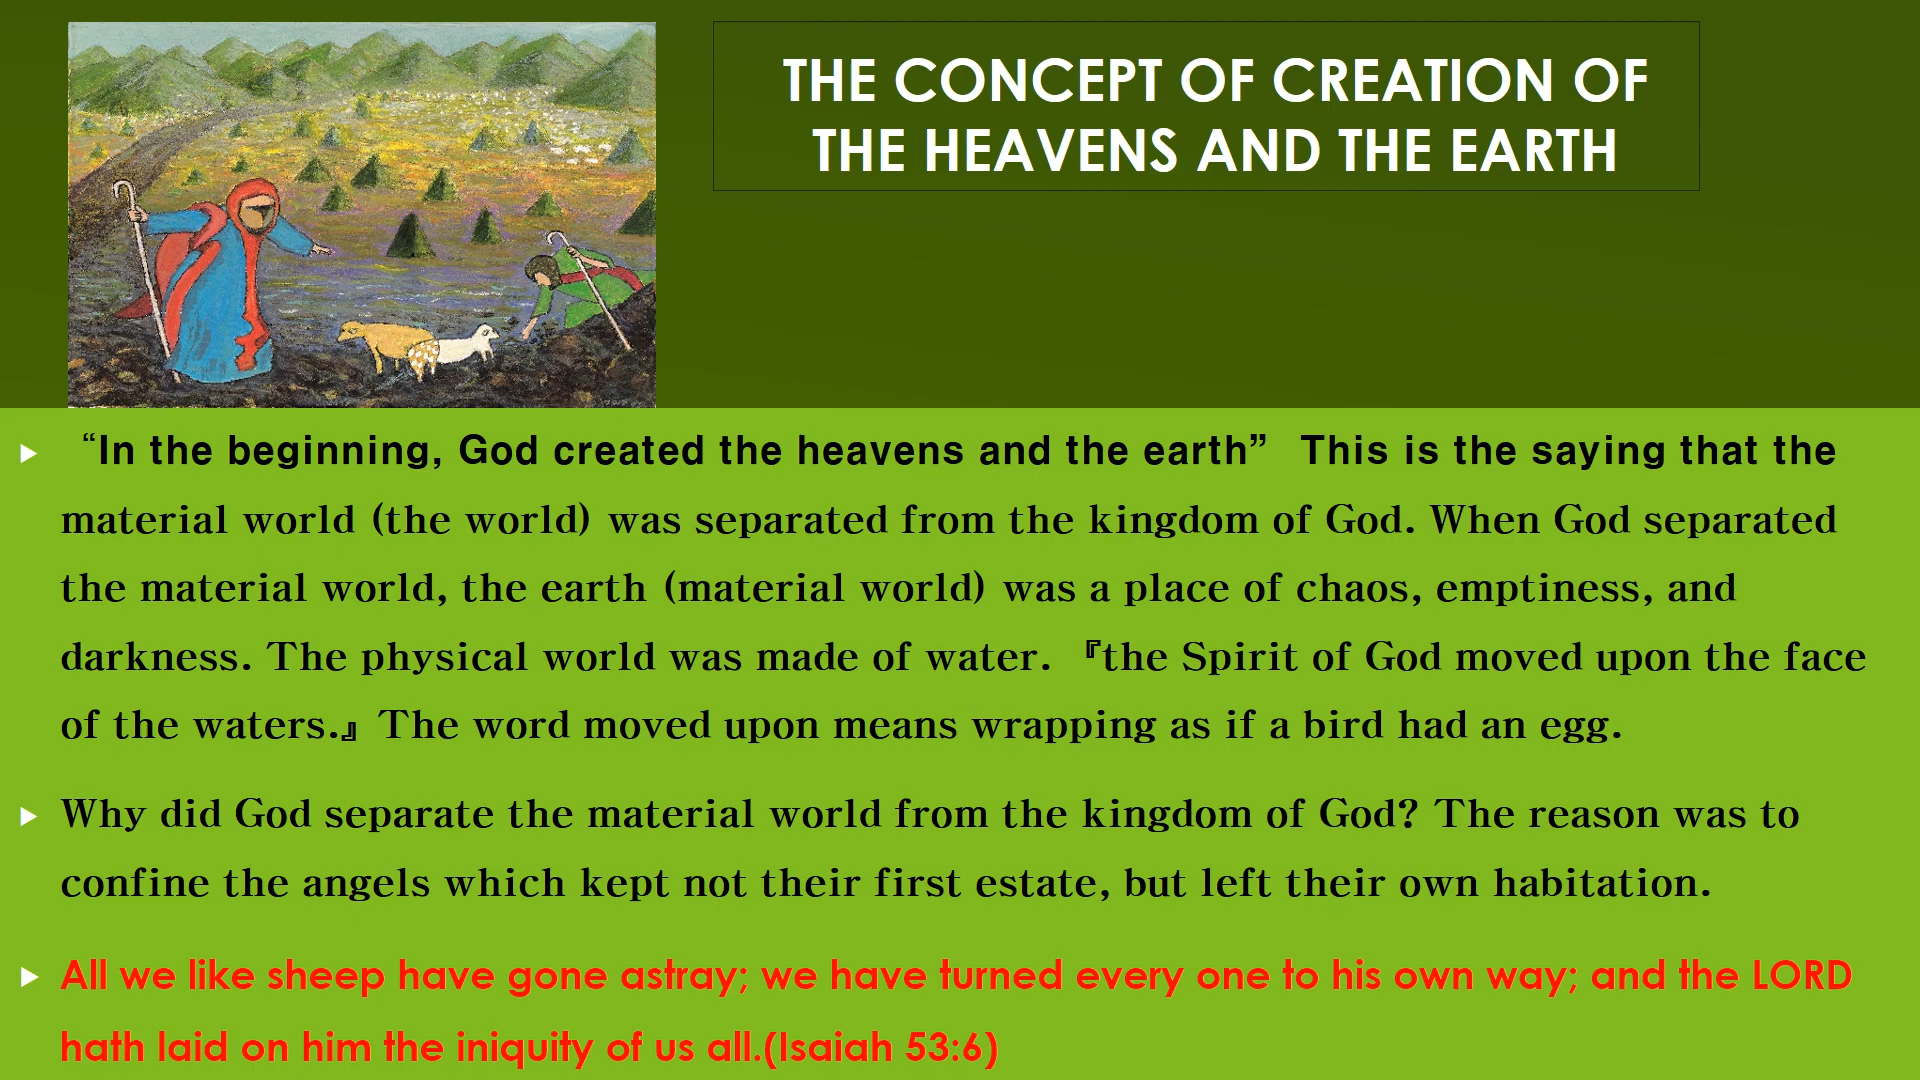 THE CONCEPT OF CREATION OF
THE HEAVENS AND THE EARTH
“In the beginning, God created the heavens and the earth” This is the saying that the
material world (the world) was separated from the kingdom of God. When God separated
the material world, the earth (material world) was a place of chaos, emptiness, and
darkness. The physical world was made of water. 『the Spirit of God moved upon the face
of the waters.』 The word moved upon means wrapping as if a bird had an egg.
Why did God separate the material world from the kingdom of God? The reason was to
confine the angels which kept not their first estate, but left their own habitation.
All we like sheep have gone astray; we have turned every one to his own way; and the LORD
hath laid on him the iniquity of us all.(Isaiah 53:6)